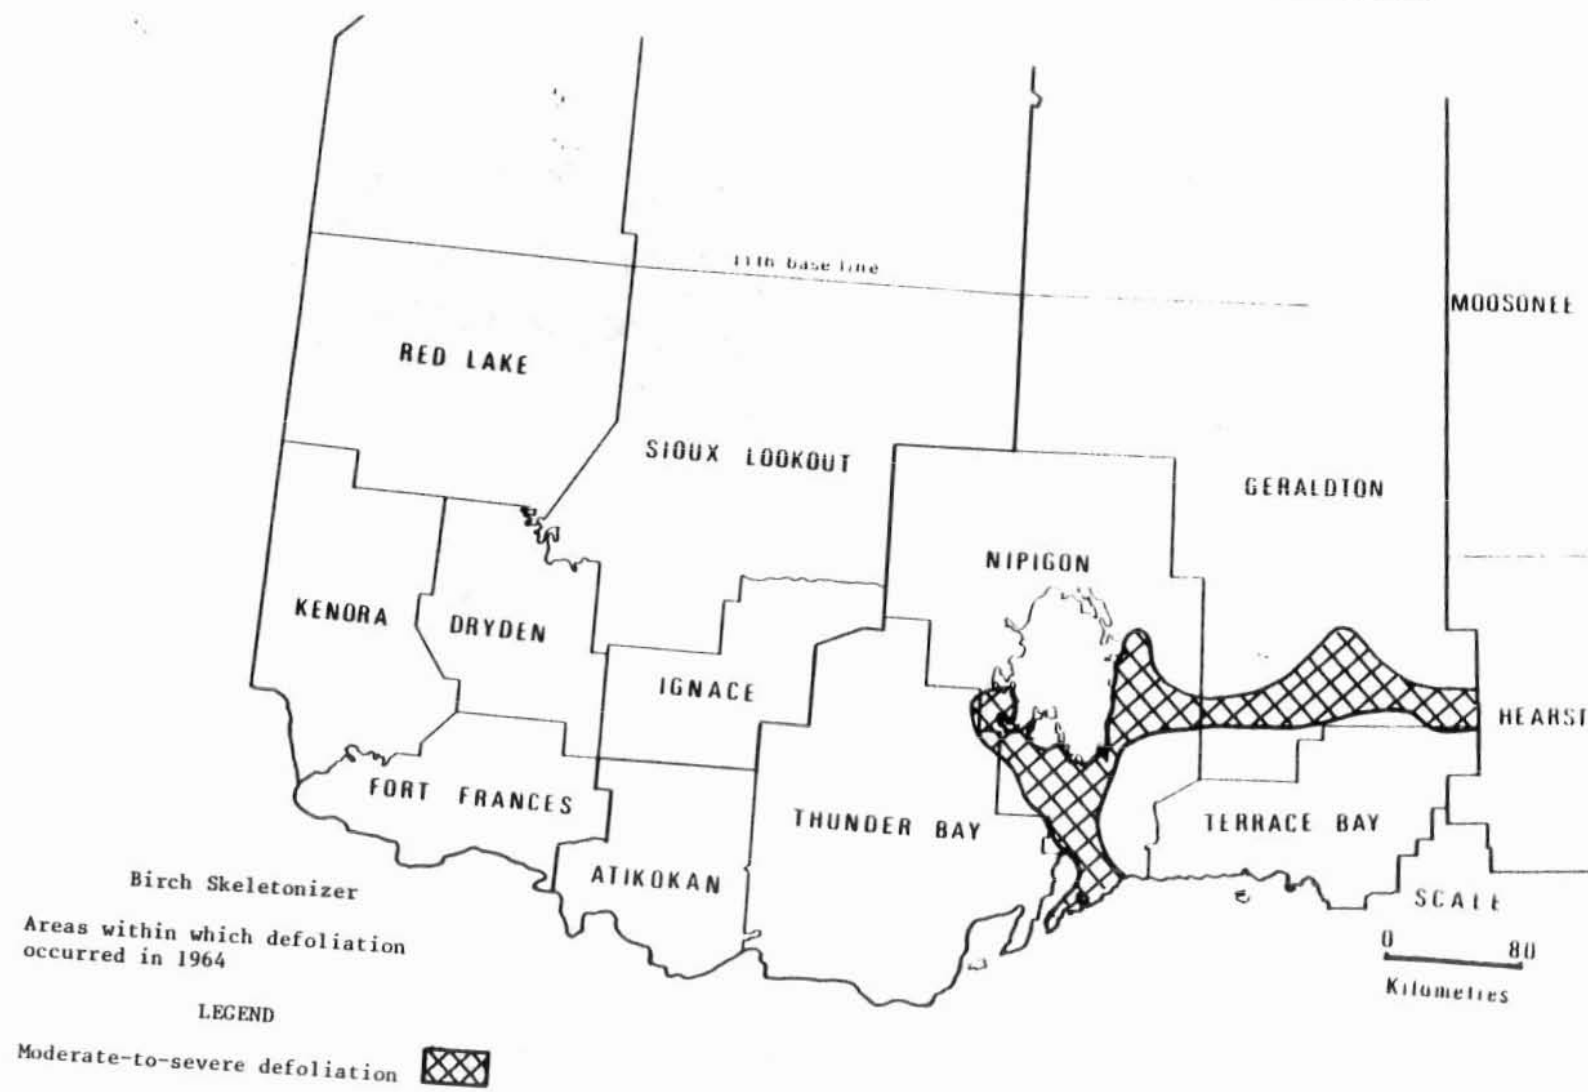 11th base line
MOOSONEE
RED LAKE
SIOUX LOOKOUT
GERALDTON
NIPIGON
KENORA
DRYDEN
IGNACE
HEARST
FORT FRANCES
THUNDER BAY
TERRACE BAY
ATIKOKAN
Birch Skeletonizer
Areas within which defoliation
occurred in 1964
LEGEND
Moderate-to-severe defoliation
SCALE
0 80
Kilometres